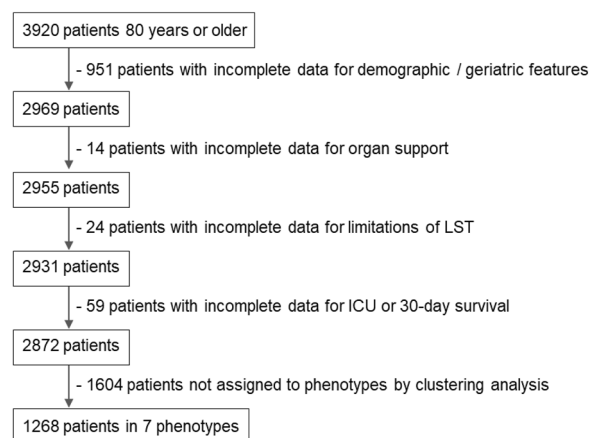 3920 patients 80 years or older
- 951 patients with incomplete data for demographic / geriatric features
2969 patients
- 14 patients with incomplete data for organ support
2955 patients
- 24 patients with incomplete data for limitations of LST
2931 patients
- 59 patients with incomplete data for ICU or 30-day survival
2872 patients
- 1604 patients not assigned to phenotypes by clustering analysis
1268 patients in 7 phenotypes